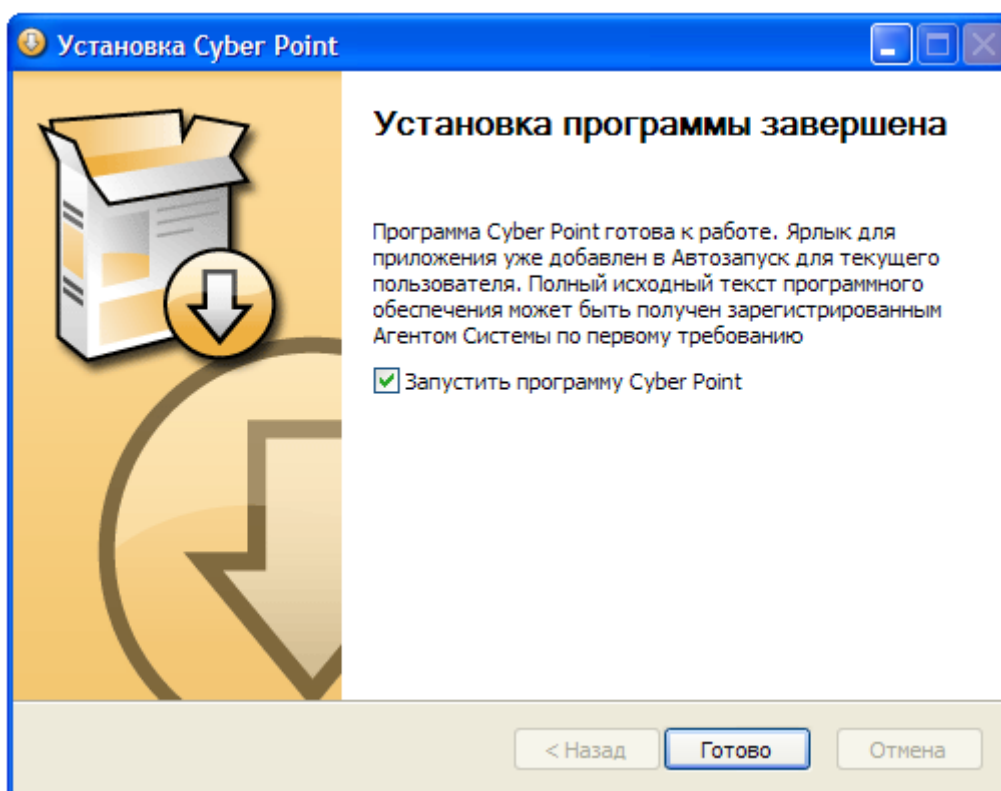 Установка Cyber Point
Установка программы завершена
Программа Cyber Point готова к работе. Ярлык для
приложения уже добавлен в Автозапуск для текущего
пользователя. Полный исходный текст программного
обеспечения может быть получен зарегистрированным
Агентом Системы по первому требованию
Запустить программу Cyber Point
< Назад Готово Отмена